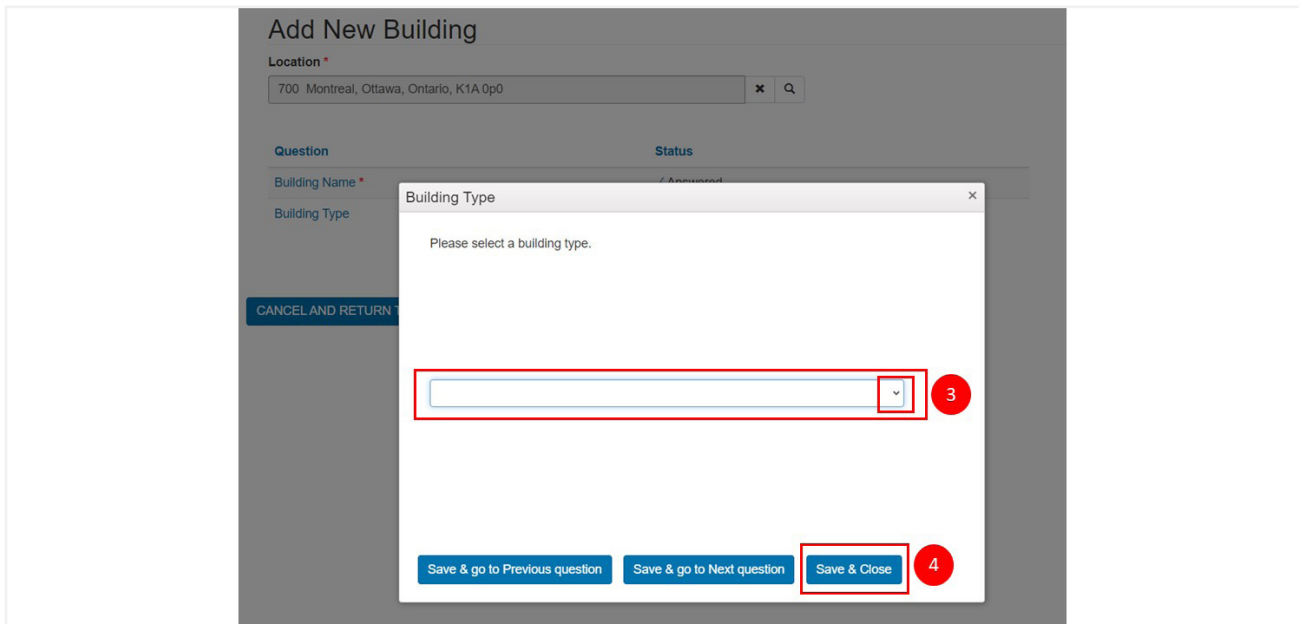 Add New Building
Location *
700 Montreal, Ottawa, Ontario, K1A 0p0
Question Status
Building Name * √ Answered
Building Type
Building Type
Please select a building type.
CANCEL AND RETURN T
3
Save & go to Previous question Save & go to Next question Save & Close 4